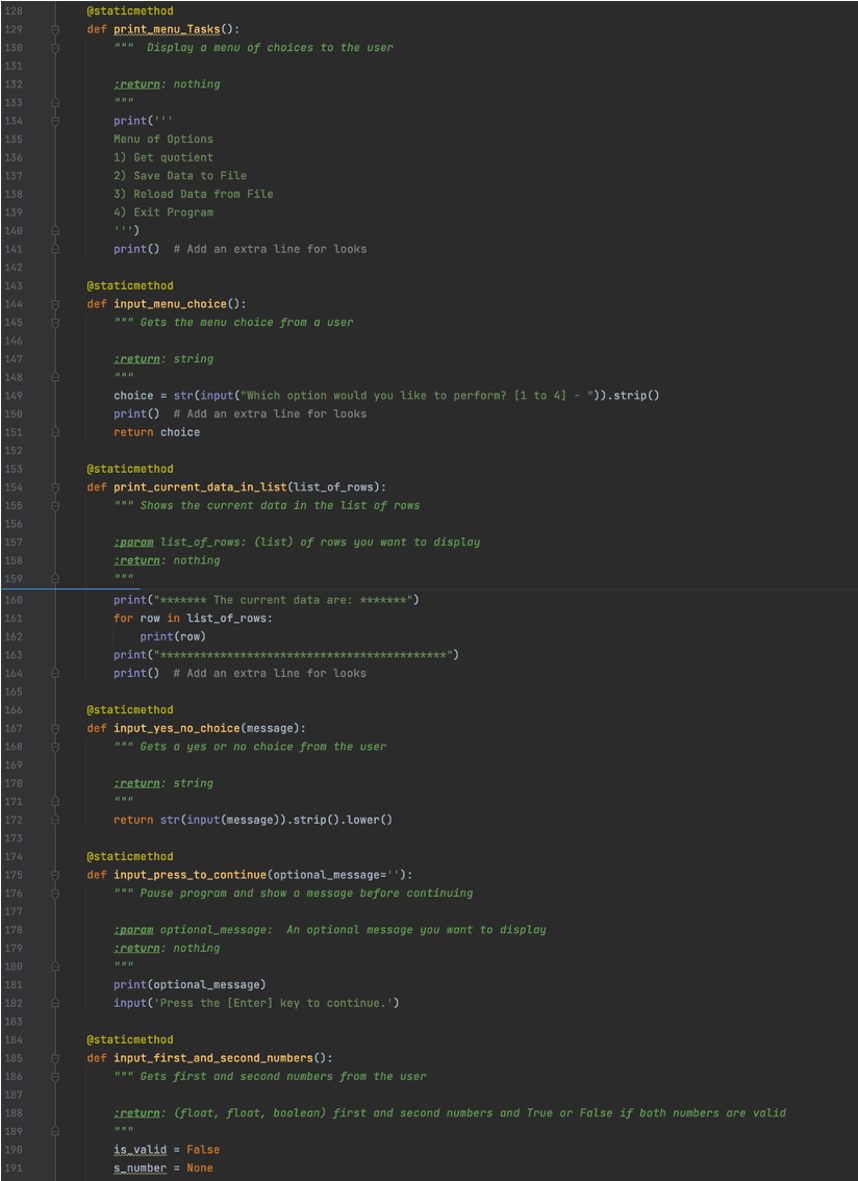 128 @staticmethod
129 def print_menu_Tasks():
130 """  Display a menu of choices to the user
131
132 :return: nothing
133 """
134 print('''
135 Menu of Options
136 1) Get quotient
137 2) Save Data to File
138 3) Reload Data from File
139 4) Exit Program
140 ''')
141 print()  # Add an extra line for looks
142
143 @staticmethod
144 def input_menu_choice():
145 """ Gets the menu choice from a user
146
147 :return: string
148 """
149 choice = str(input("Which option would you like to perform? [1 to 4] - ")).strip()
150 print()  # Add an extra line for looks
151 return choice
152
153 @staticmethod
154 def print_current_data_in_list(list_of_rows):
155 """ Shows the current data in the list of rows
156
157 :param list_of_rows: (list) of rows you want to display
158 :return: nothing
159 """
160 print("******* The current data are: *******")
161 for row in list_of_rows:
162 print(row)
163 print("*******************************************")
164 print()  # Add an extra line for looks
165
166 @staticmethod
167 def input_yes_no_choice(message):
168 """ Gets a yes or no choice from the user
169
170 :return: string
171 """
172 return str(input(message)).strip().lower()
173
174 @staticmethod
175 def input_press_to_continue(optional_message=''):
176 """ Pause program and show a message before continuing
177
178 :param optional_message:  An optional message you want to display
179 :return: nothing
180 """
181 print(optional_message)
182 input('Press the [Enter] key to continue.')
183
184 @staticmethod
185 def input_first_and_second_numbers():
186 """ Gets first and second numbers from the user
187
188 :return: (float, float, boolean) first and second numbers and True or False if both numbers are valid
189 """
190 is_valid = False
191 s_number = None